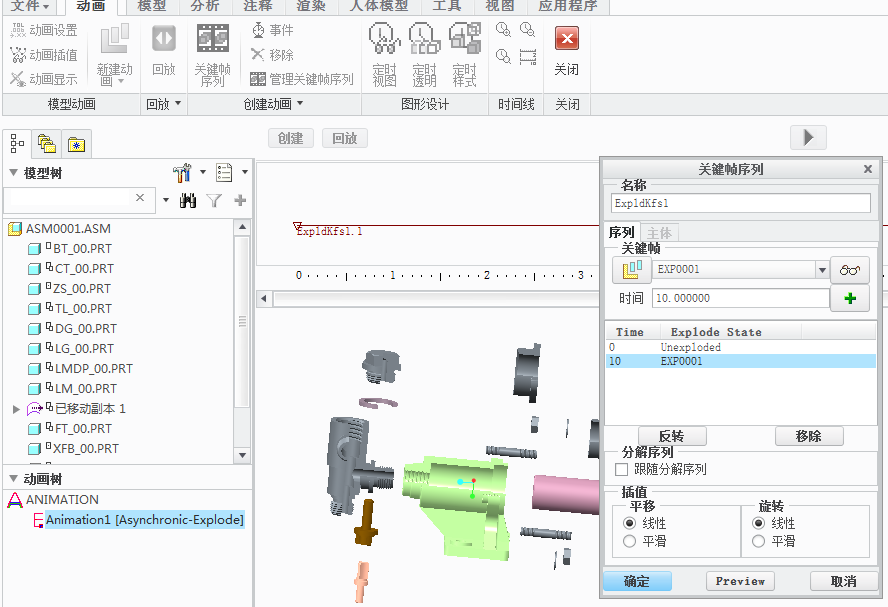 文件 动画 模型 分析 注释 渲染 人体模型 工具 视图 应用程序
动画设置
动画插值
动画显示
新建动画
回放
关键帧序列
事件
移除
管理关键帧序列
定时视图
定时透明
定时样式
关闭
模型动画 回放 创建动画 图形设计 时间线 关闭
创建 回放
模型树
ASM0001.ASM
BT_00.PRT
CT_00.PRT
ZS_00.PRT
TL_00.PRT
DG_00.PRT
LG_00.PRT
LMDP_00.PRT
LM_00.PRT
已移动副本 1
FT_00.PRT
XFB_00.PRT
动画树
ANIMATION
Animation1 [Asynchronic-Explode]
ExpldKfs1.1
0 1 2 3
关键帧序列
名称
ExpldKfs1
序列 主体
关键帧
EXP0001
时间 10.000000
Time Explode State
0 Unexploded
10 EXP0001
反转 移除
分解序列
跟随分解序列
插值
平移 旋转
线性 线性
平滑 平滑
确定 Preview 取消